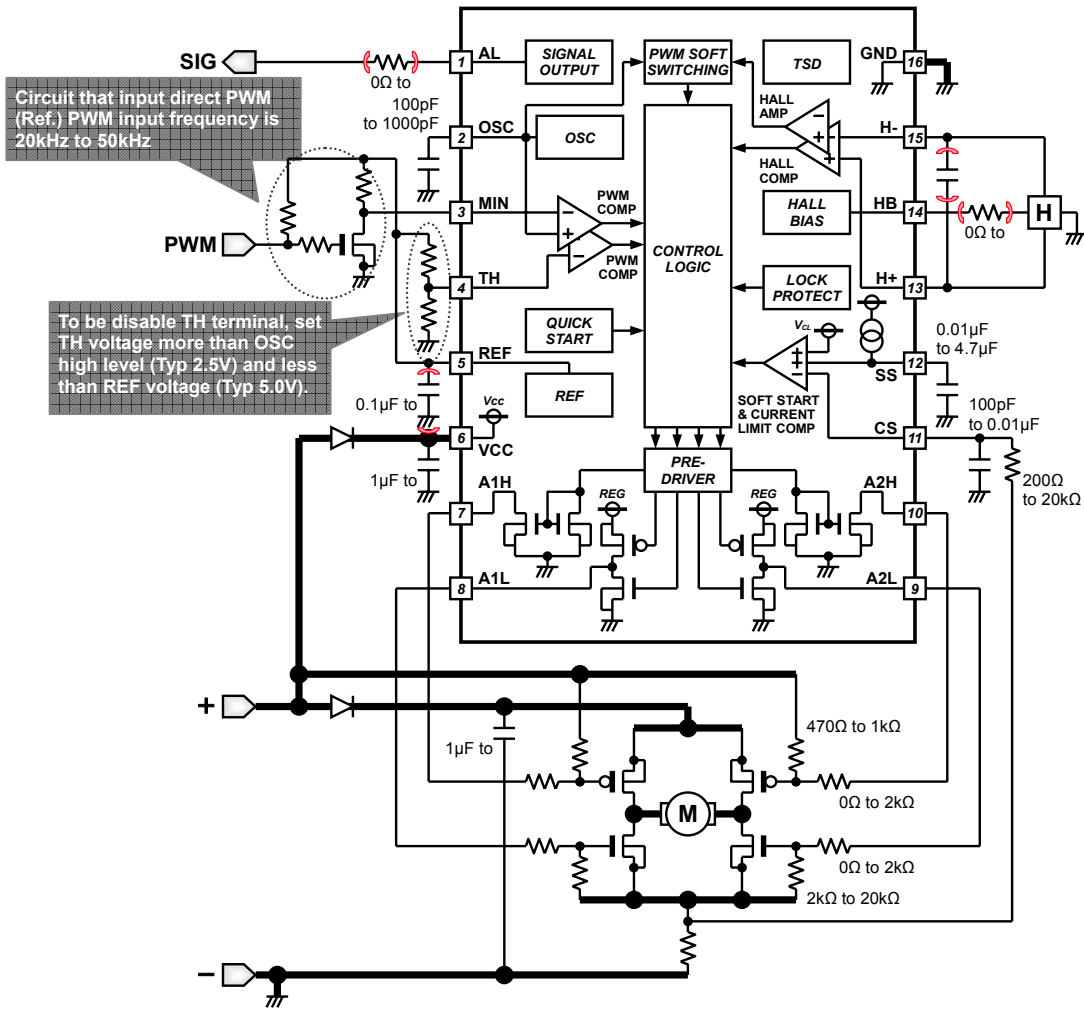 SIG
0Ω to
1
AL
SIGNAL
OUTPUT
PWM SOFT
SWITCHING
TSD
GND
16
Circuit that input direct PWM
(Ref.) PWM input frequency is
20kHz to 50kHz
100pF
to 1000pF
OSC
2
OSC
HALL
AMP
HALL
COMP
H-
15
MIN
3
PWM
COMP
PWM
COMP
CONTROL
LOGIC
HALL
BIAS
HB
14
0Ω to
H
PWM
TH
4
LOCK
PROTECT
H+
13
To be disable TH terminal, set
TH voltage more than OSC
high level (Typ 2.5V) and less
than REF voltage (Typ 5.0V).
QUICK
START
VCL
0.01µF
to 4.7µF
REF
5
REF
SS
12
0.1µF to
SOFT START
& CURRENT
LIMIT COMP
100pF
to 0.01µF
Vcc
6
VCC
CS
11
1µF to
PRE-
DRIVER
200Ω
to 20kΩ
A1H
7
REG
REG
A2H
10
A1L
8
A2L
9
+
1µF to
470Ω to 1kΩ
0Ω to 2kΩ
M
0Ω to 2kΩ
2kΩ to 20kΩ
−